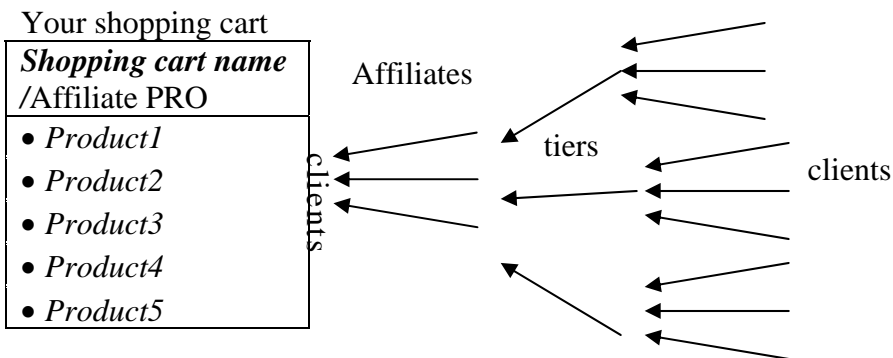 Your shopping cart
Shopping cart name
/Affiliate PRO
• Product1
• Product2
• Product3
• Product4
• Product5
clients
Affiliates
tiers
clients